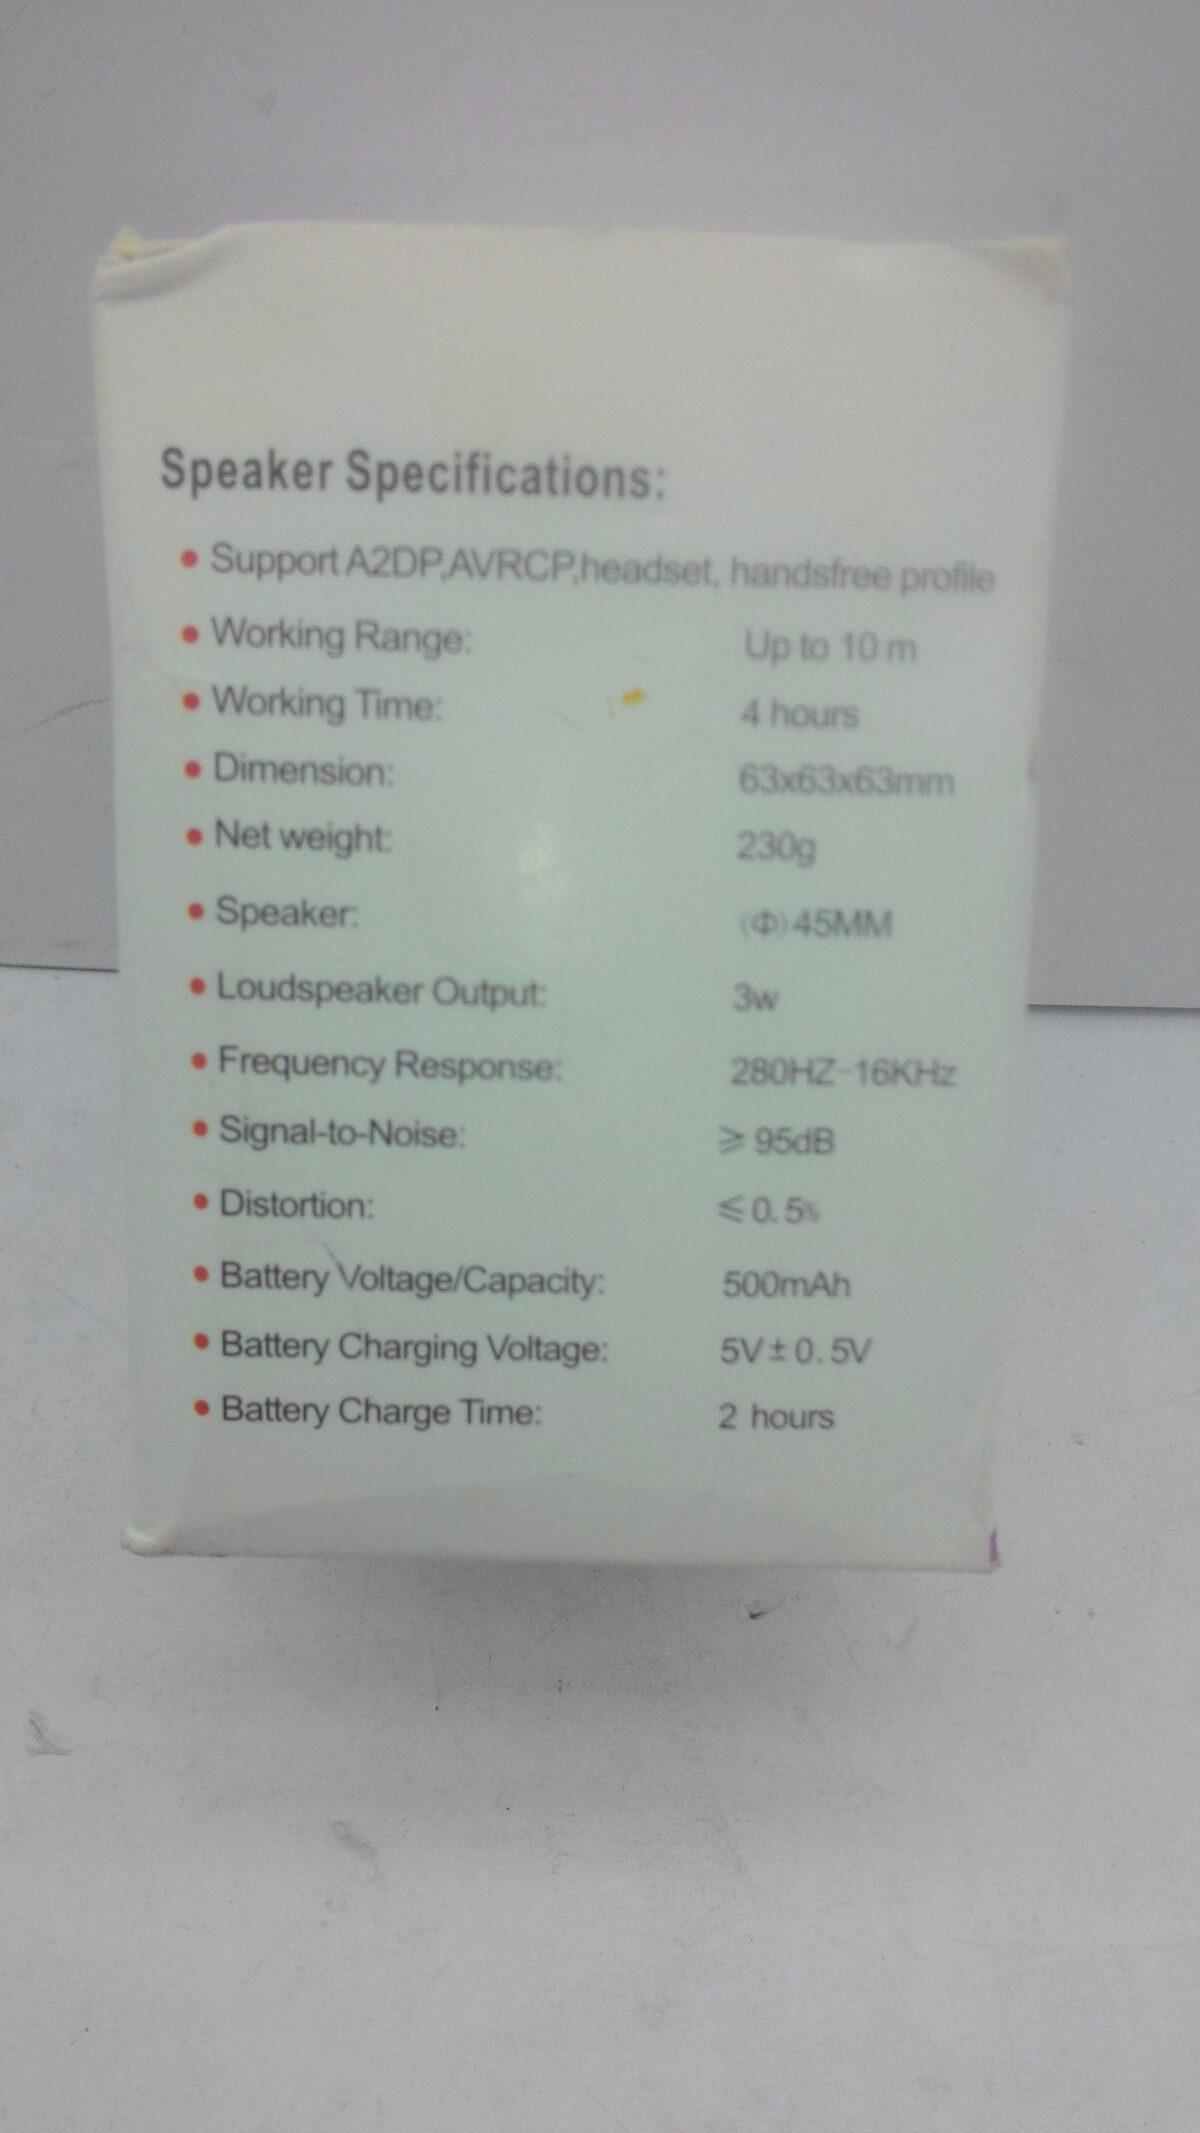 Speaker Specifications:
• Support A2DP,AVRCP,headset, handsfree profile
• Working Range: Up to 10 m
• Working Time: 4 hours
• Dimension: 63x63x63mm
• Net weight: 230g
• Speaker: (Φ)45MM
• Loudspeaker Output: 3w
• Frequency Response: 280HZ-16KHz
• Signal-to-Noise: ≥ 95dB
• Distortion: ≤0.5%
• Battery Voltage/Capacity: 500mAh
• Battery Charging Voltage: 5V±0.5V
• Battery Charge Time: 2 hours